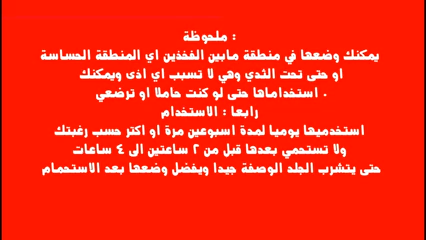 ملحوظة :
يمكنك وضعها في منطقة مابين الفخذين اي المنطقة الحساسة
او حتى تحت الثدي وهي لا تسبب اي اذى ويمكنك
استخداماها حتى لو كنت حاملا او ترضعي .
رابعا : الاستخدام
استخدميها يوميا لمدة اسبوعين مرة او اكثر حسب رغبتك
ولا تستحمي بعدها قبل من ٢ ساعتين الى ٤ ساعات
حتى يتشرب الجلد الوصفة جيدا ويفضل وضعها بعد الاستحمام